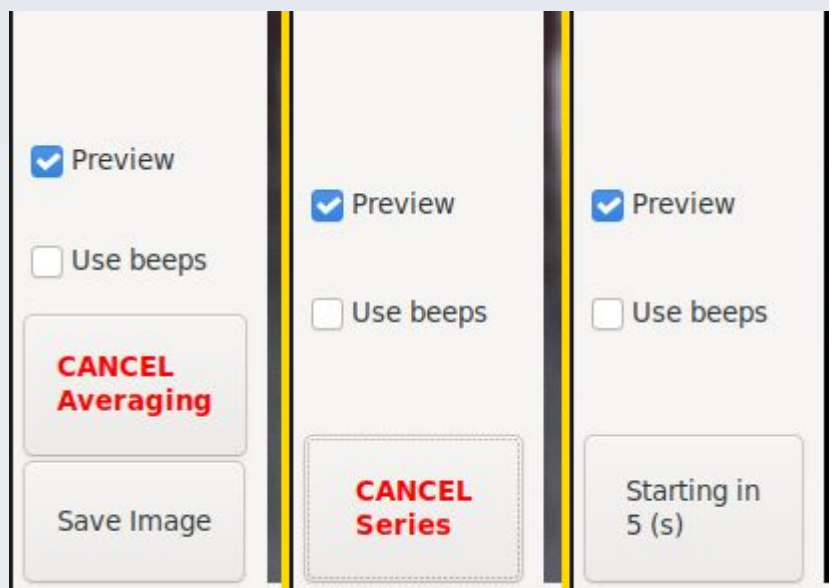 Preview
Use beeps
CANCEL
Averaging
Save Image
Preview
Use beeps
CANCEL
Series
Preview
Use beeps
Starting in
5 (s)